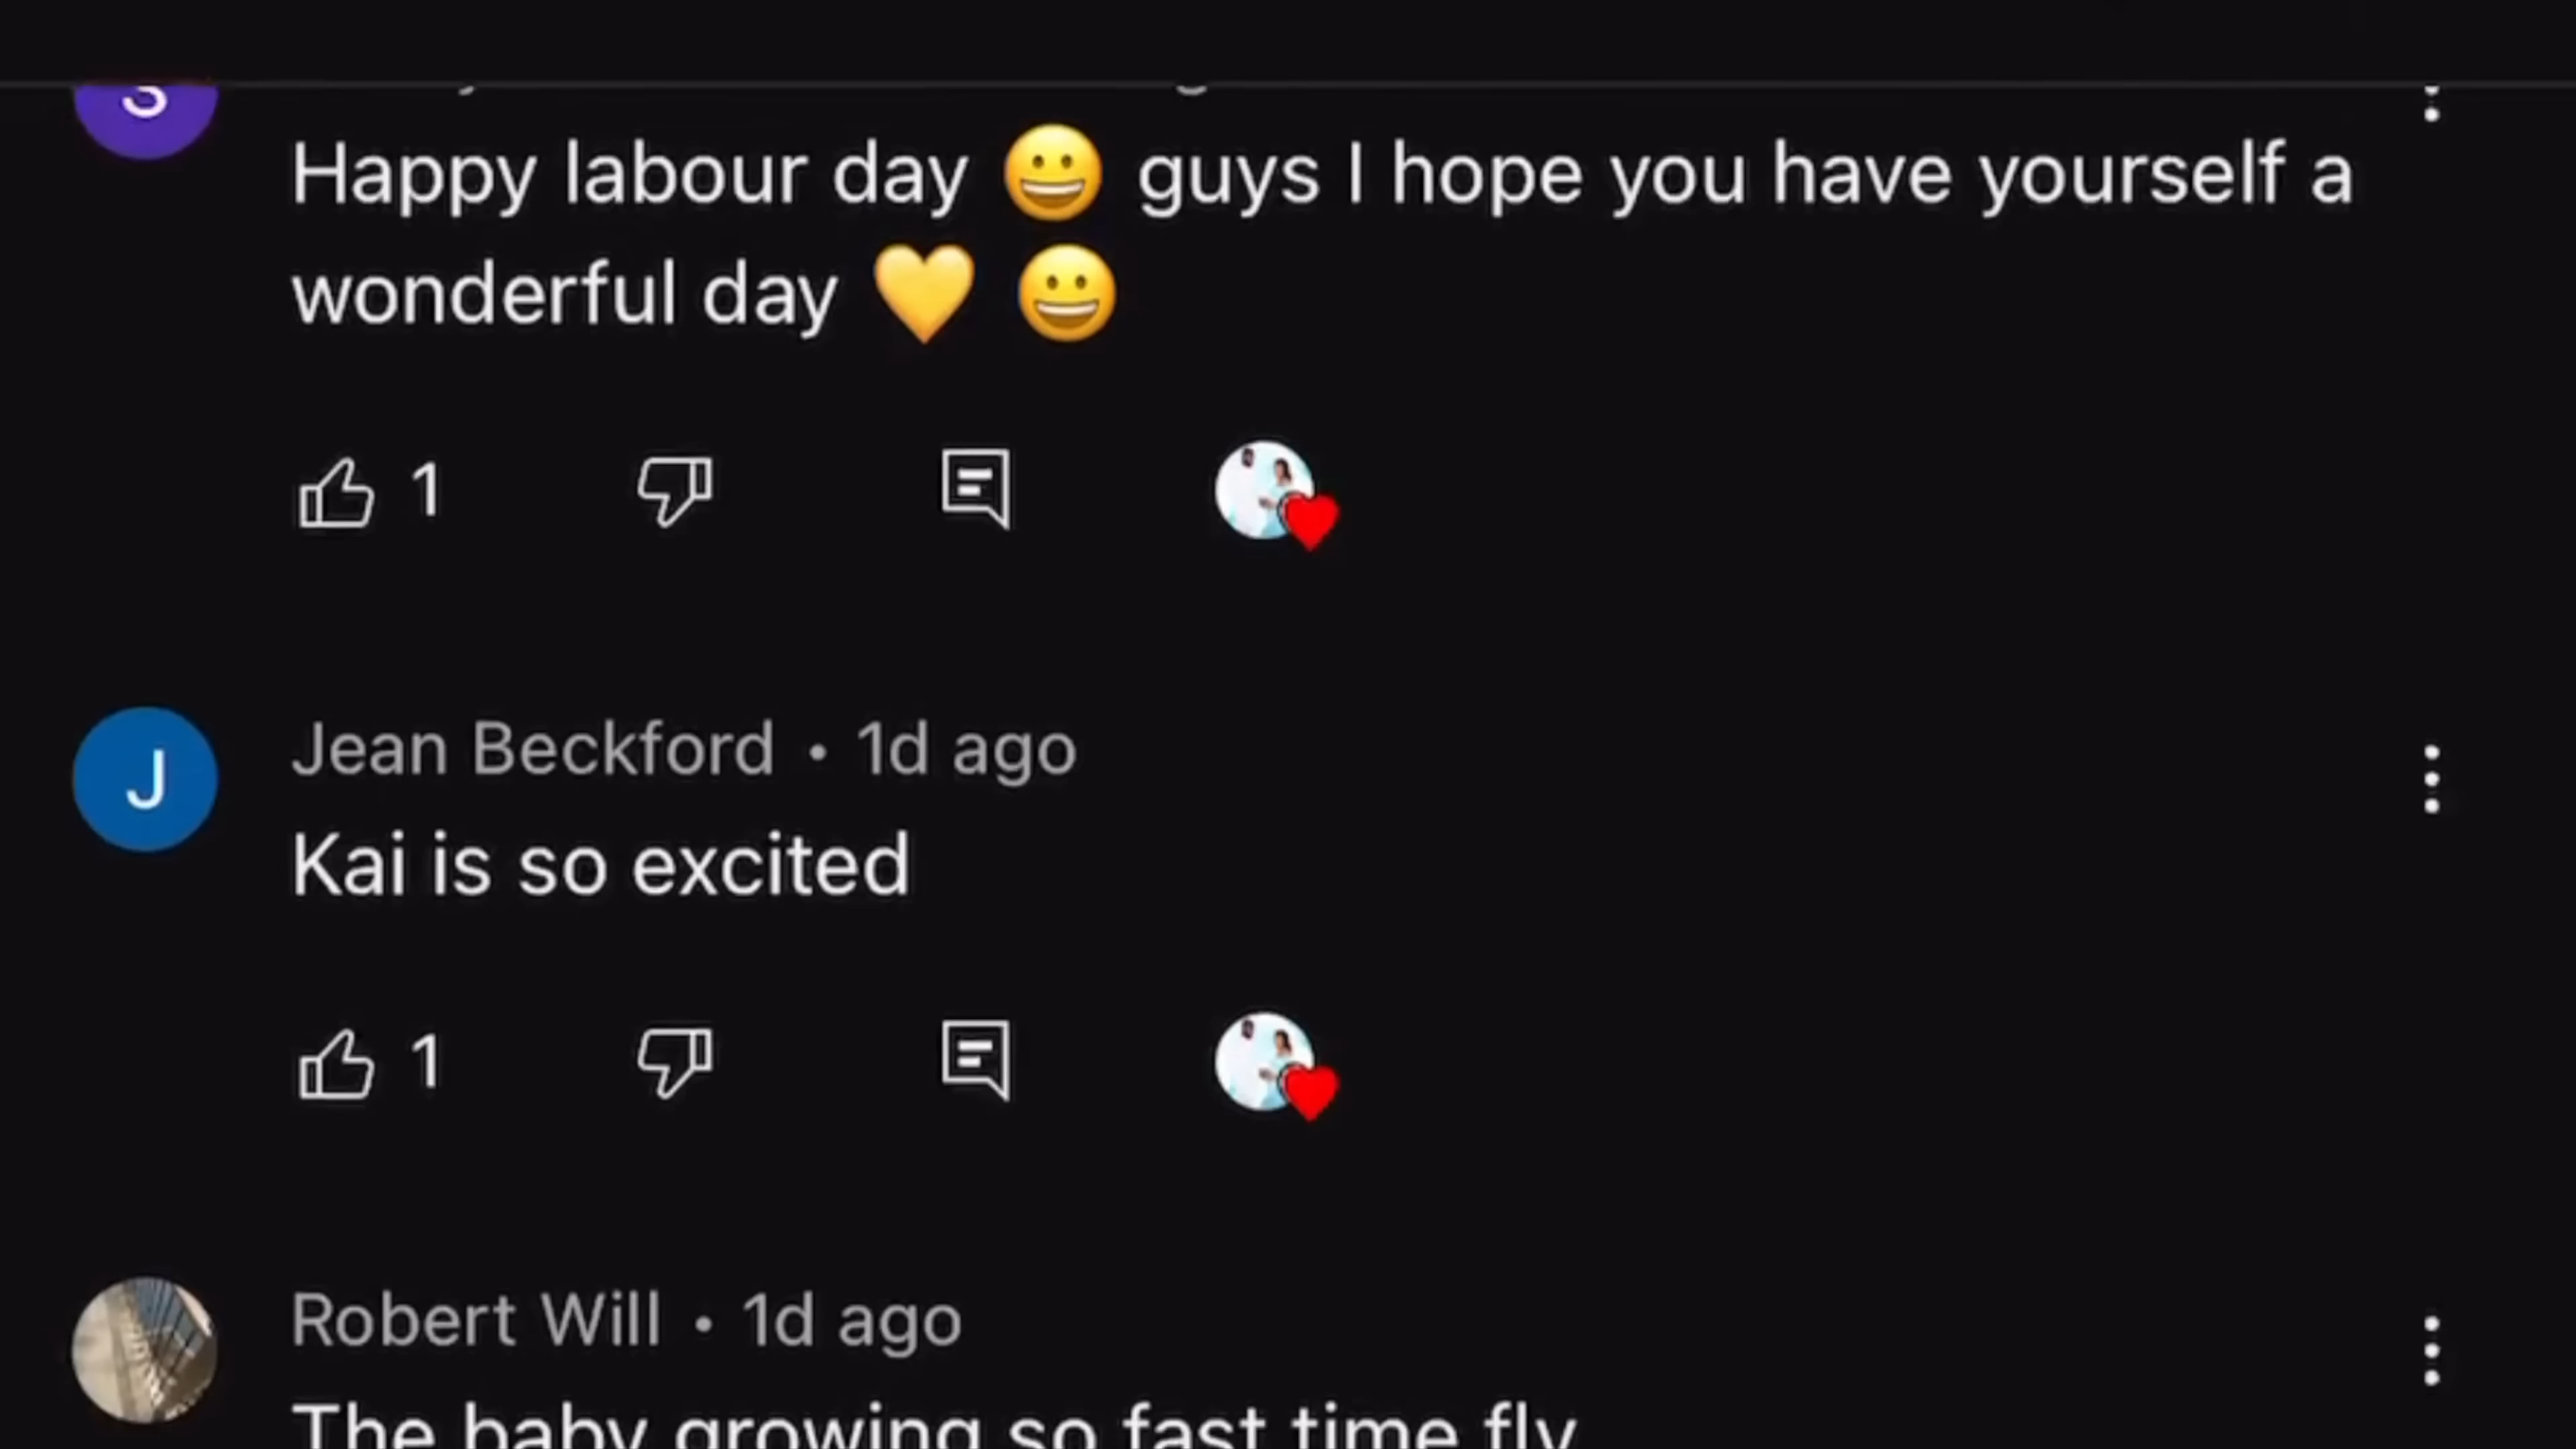 S
Happy labour day 😀 guys I hope you have yourself a
wonderful day 💛 😀
1
J
Jean Beckford • 1d ago
Kai is so excited
1
Robert Will • 1d ago
The baby growing so fast time fly